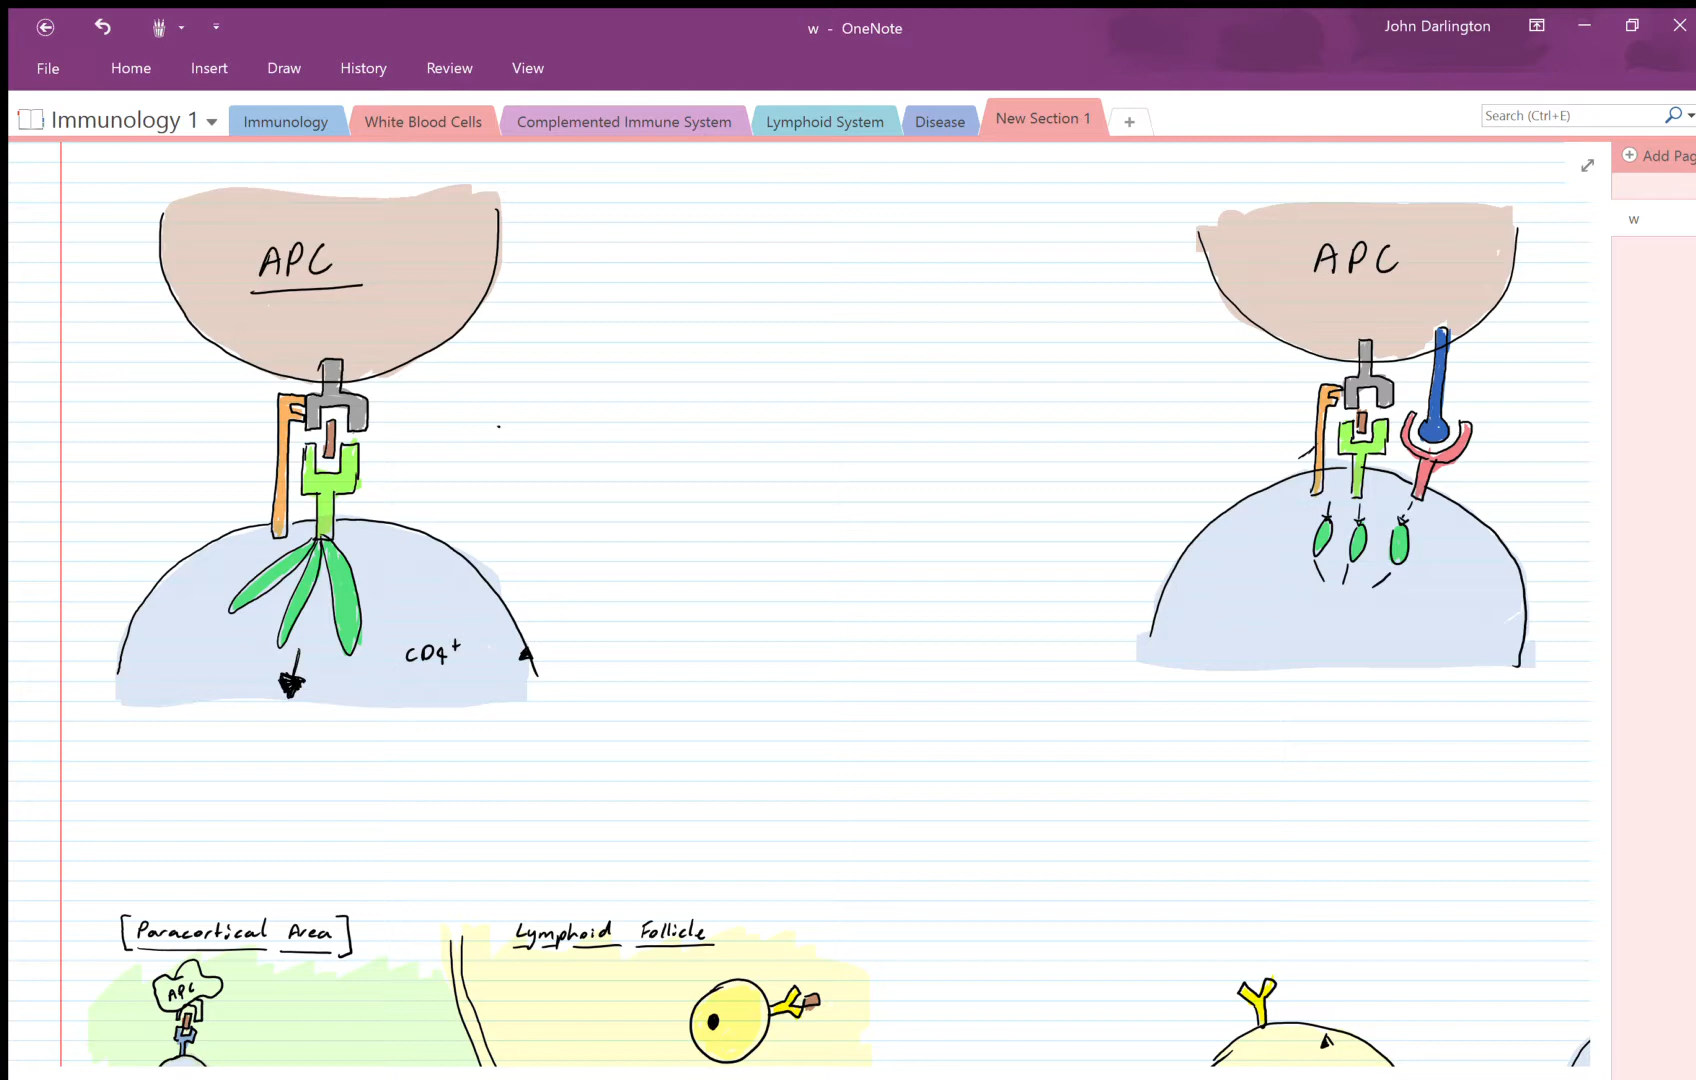 w - OneNote
John Darlington
File Home Insert Draw History Review View
Immunology 1
Immunology
White Blood Cells
Complemented Immune System
Lymphoid System
Disease
New Section 1
Search (Ctrl+E)
Add Pag
w
APC
APC
CD4+
[Paracortical Area]
Lymphoid Follicle
APC